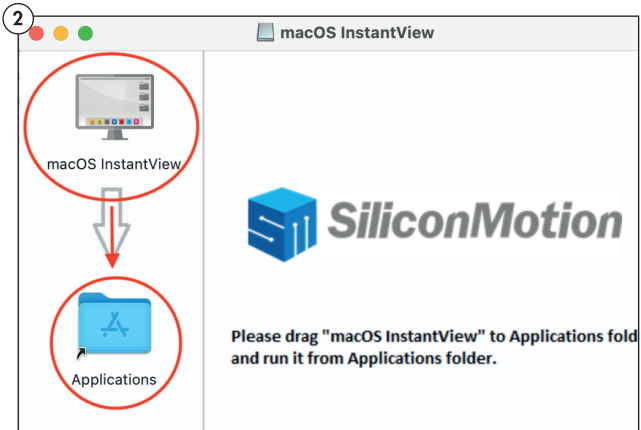 2
macOS InstantView
macOS InstantView
Applications
SiliconMotion
Please drag "macOS InstantView" to Applications fold
and run it from Applications folder.